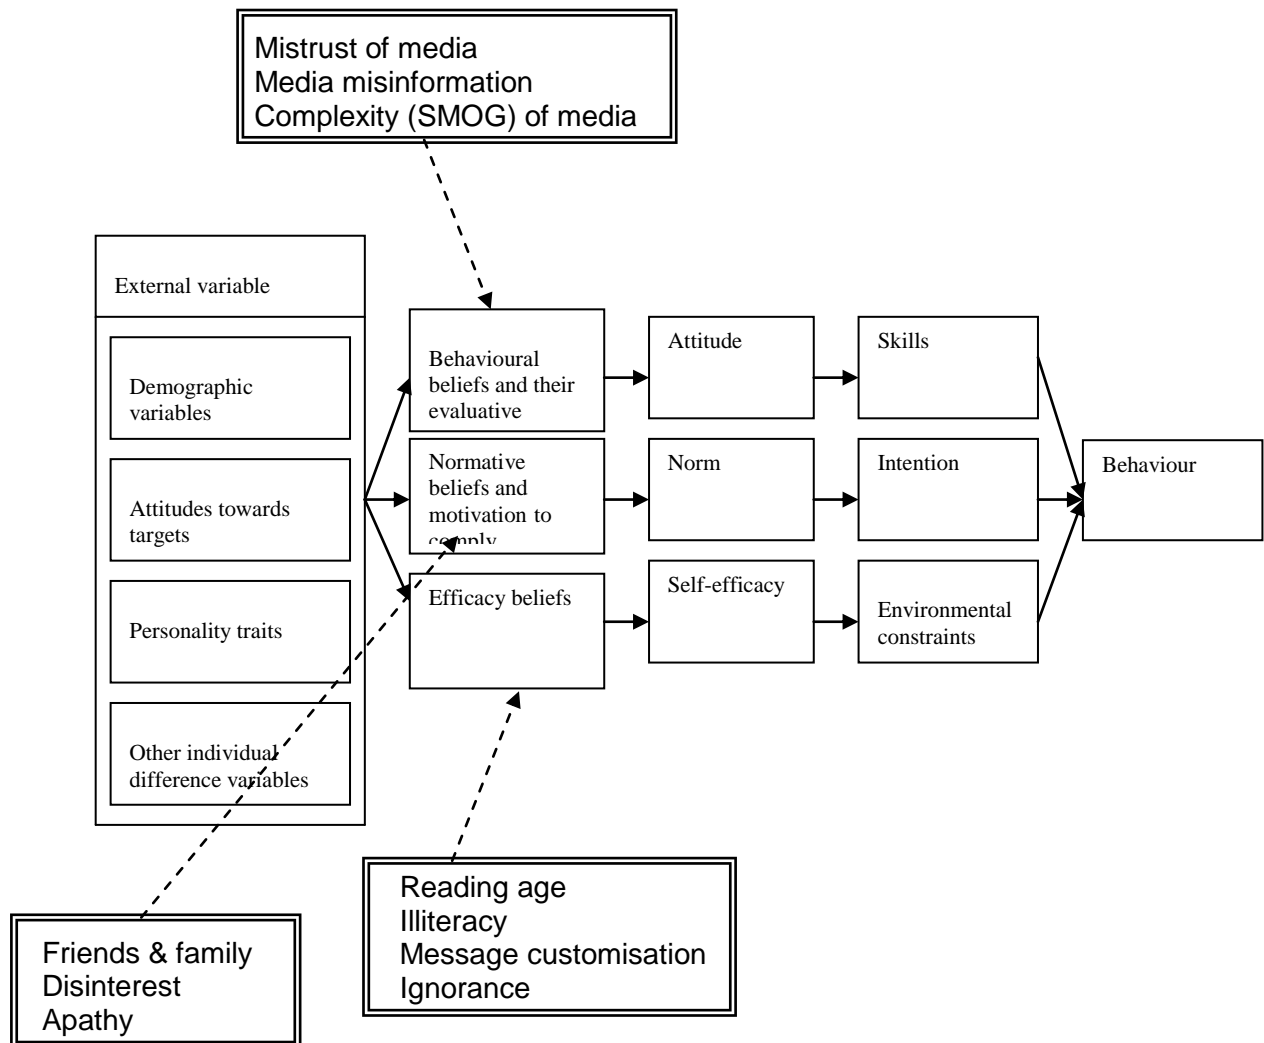 Mistrust of media
Media misinformation
Complexity (SMOG) of media
External variable
Demographic
variables
Attitudes towards
targets
Personality traits
Other individual
difference variables
Behavioural
beliefs and their
evaluative
Normative
beliefs and
motivation to
comply
Efficacy beliefs
Attitude
Norm
Self-efficacy
Skills
Intention
Environmental
constraints
Behaviour
Friends & family
Disinterest
Apathy
Reading age
Illiteracy
Message customisation
Ignorance